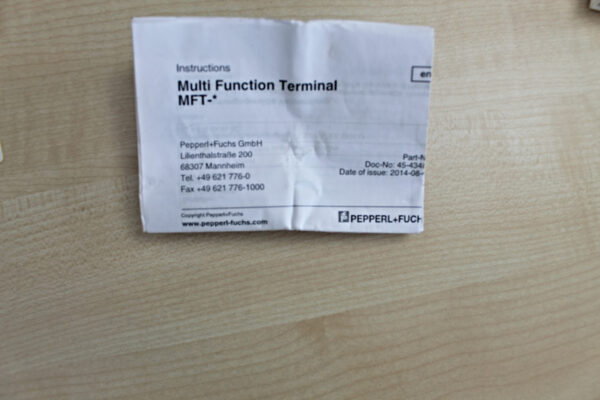 Instructions
en
Multi Function Terminal
MFT-*
Pepperl+Fuchs GmbH
Lilienthalstraße 200
68307 Mannheim
Tel. +49 621 776-0
Fax +49 621 776-1000
Part-N
Doc-No: 45-434
Date of issue: 2014-08-
Copyright Pepperl+Fuchs
www.pepperl-fuchs.com
PEPPERL+FUCH